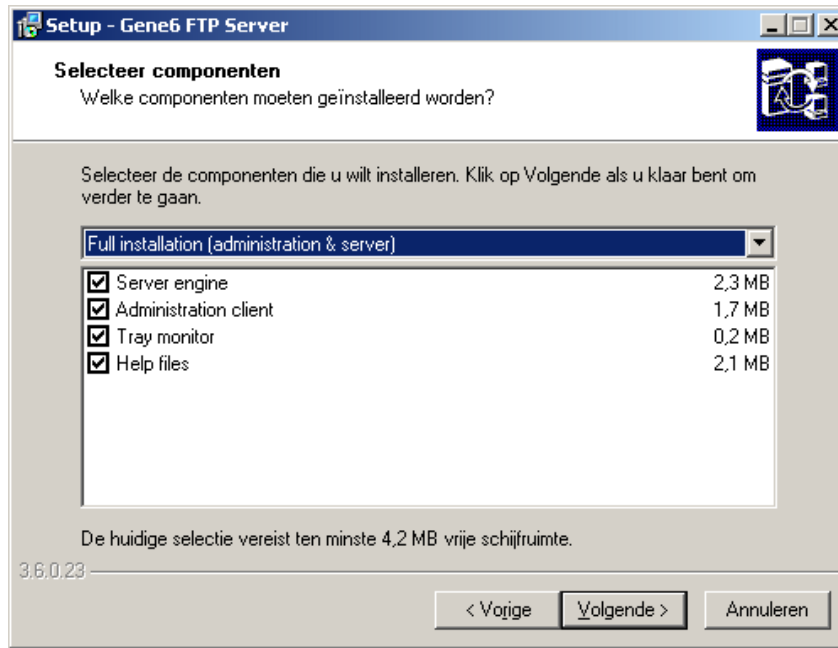 Setup - Gene6 FTP Server
Selecteer componenten
Welke componenten moeten geïnstalleerd worden?
Selecteer de componenten die u wilt installeren. Klik op Volgende als u klaar bent om
verder te gaan.
Full installation (administration & server)
Server engine 2,3 MB
Administration client 1,7 MB
Tray monitor 0,2 MB
Help files 2,1 MB
De huidige selectie vereist ten minste 4,2 MB vrije schijfruimte.
3.6.0.23
< Vorige Volgende > Annuleren